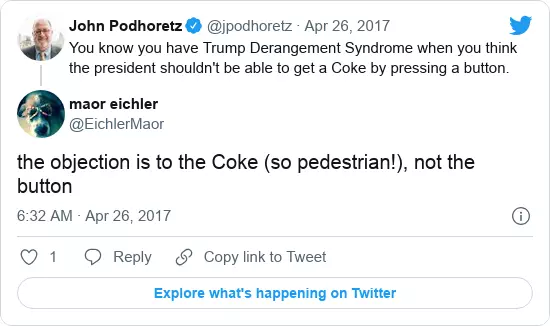 John Podhoretz @jpodhoretz · Apr 26, 2017
You know you have Trump Derangement Syndrome when you think
the president shouldn't be able to get a Coke by pressing a button.
maor eichler
@EichlerMaor
the objection is to the Coke (so pedestrian!), not the
button
6:32 AM · Apr 26, 2017
1 Reply Copy link to Tweet
Explore what's happening on Twitter